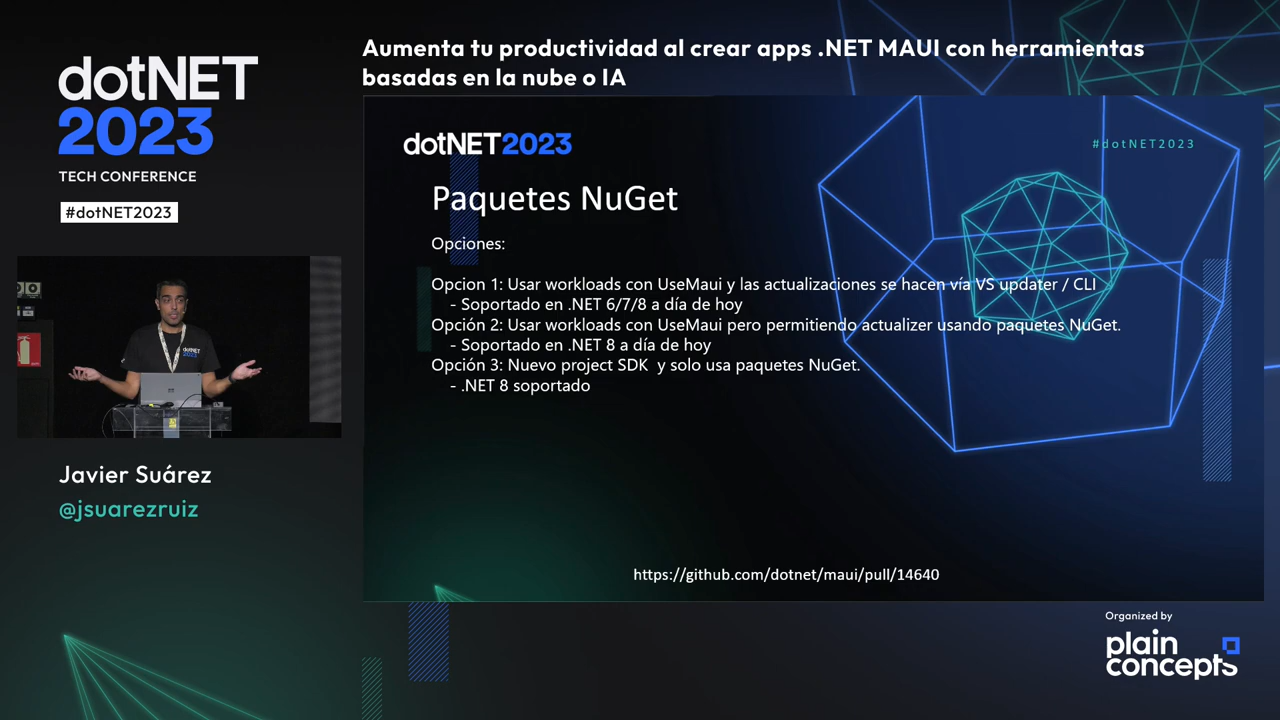 dotNET
2023
TECH CONFERENCE
#dotNET2023
Javier Suárez
@jsuarezruiz
Aumenta tu productividad al crear apps .NET MAUI con herramientas
basadas en la nube o IA
dotNET2023
#dotNET2023
Paquetes NuGet
Opciones:
Opcion 1: Usar workloads con UseMaui y las actualizaciones se hacen vía VS updater / CLI
- Soportado en .NET 6/7/8 a día de hoy
Opción 2: Usar workloads con UseMaui pero permitiendo actualizer usando paquetes NuGet.
- Soportado en .NET 8 a día de hoy
Opción 3: Nuevo project SDK y solo usa paquetes NuGet.
- .NET 8 soportado
https://github.com/dotnet/maui/pull/14640
Organized by
plain
concepts